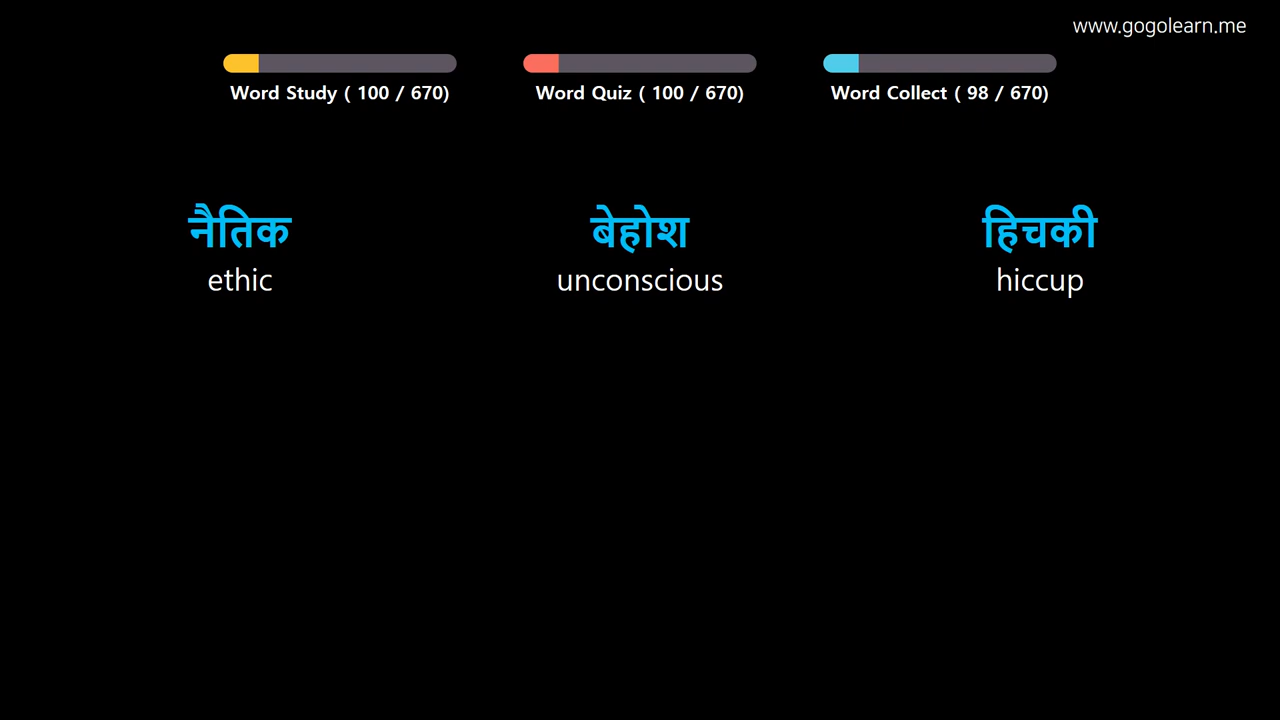 www.gogolearn.me
Word Study ( 100 / 670)
Word Quiz ( 100 / 670)
Word Collect ( 98 / 670)
नैतिक
ethic
बेहोश
unconscious
हिचकी
hiccup